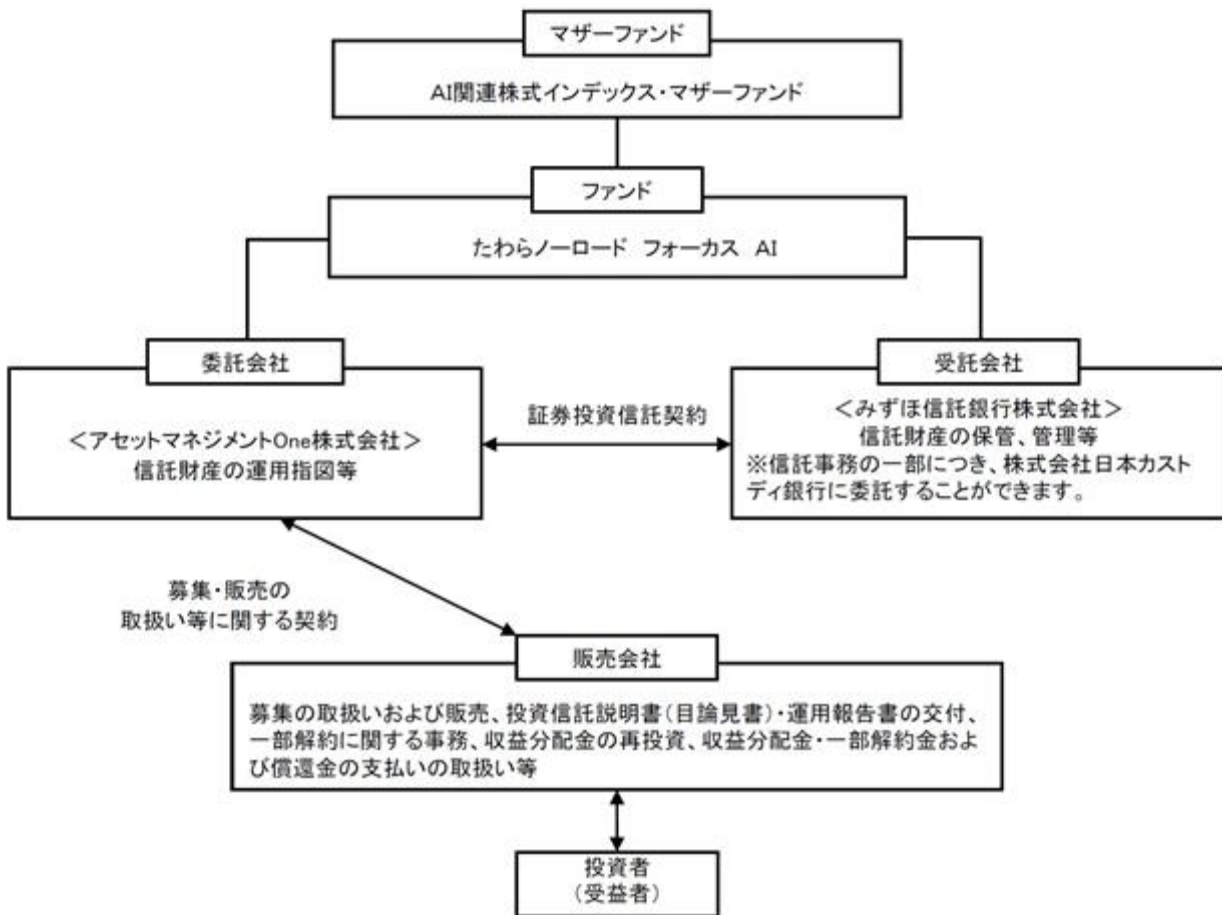 マザーファンド
AI関連株式インデックス・マザーファンド
ファンド
たわらノーロード フォーカス AI
委託会社
＜アセットマネジメントOne株式会社＞
信託財産の運用指図等
証券投資信託契約
受託会社
＜みずほ信託銀行株式会社＞
信託財産の保管、管理等
※信託事務の一部につき、株式会社日本カスト
ディ銀行に委託することができます。
募集・販売の
取扱い等に関する契約
販売会社
募集の取扱いおよび販売、投資信託説明書（目論見書）・運用報告書の交付、
一部解約に関する事務、収益分配金の再投資、収益分配金・一部解約金およ
び償還金の支払いの取扱い等
投資者
（受益者）